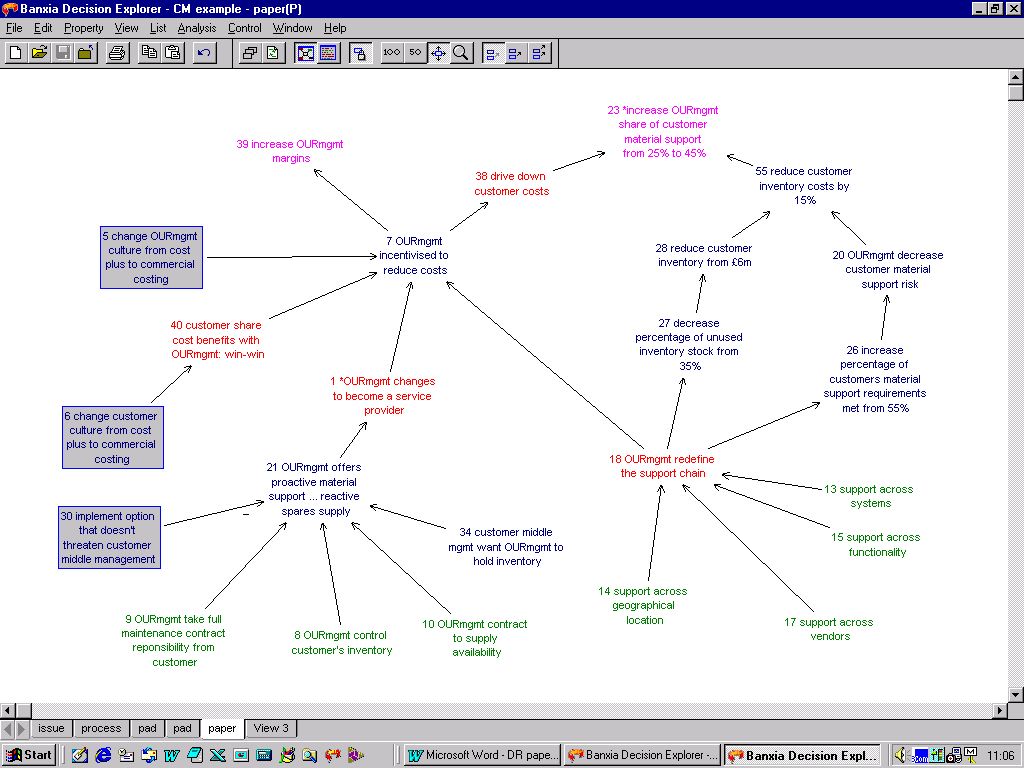 Banxia Decision Explorer - CM example - paper(P)
File Edit Property View List Analysis Control Window Help
100 50
23 *increase OURmgmt
share of customer
material support
from 25% to 45%
39 increase OURmgmt
margins
38 drive down
customer costs
55 reduce customer
inventory costs by
15%
5 change OURmgmt
culture from cost
plus to commercial
costing
7 OURmgmt
incentivised to
reduce costs
28 reduce customer
inventory from £6m
20 OURmgmt decrease
customer material
support risk
40 customer share
cost benefits with
OURmgmt: win-win
27 decrease
percentage of unused
inventory stock from
35%
26 increase
percentage of
customers material
support requirements
met from 55%
1 *OURmgmt changes
to become a service
provider
6 change customer
culture from cost
plus to commercial
costing
21 OURmgmt offers
proactive material
support ... reactive
spares supply
18 OURmgmt redefine
the support chain
13 support across
systems
30 implement option
that doesn't
threaten customer
middle management
34 customer middle
mgmt want OURmgmt to
hold inventory
15 support across
functionality
14 support across
geographical
location
9 OURmgmt take full
maintenance contract
reponsibility from
customer
8 OURmgmt control
customer's inventory
10 OURmgmt contract
to supply
availability
17 support across
vendors
issue process pad pad paper View 3
Start Microsoft Word - DR pape... Banxia Decision Explorer -... Banxia Decision Expl... 11:06